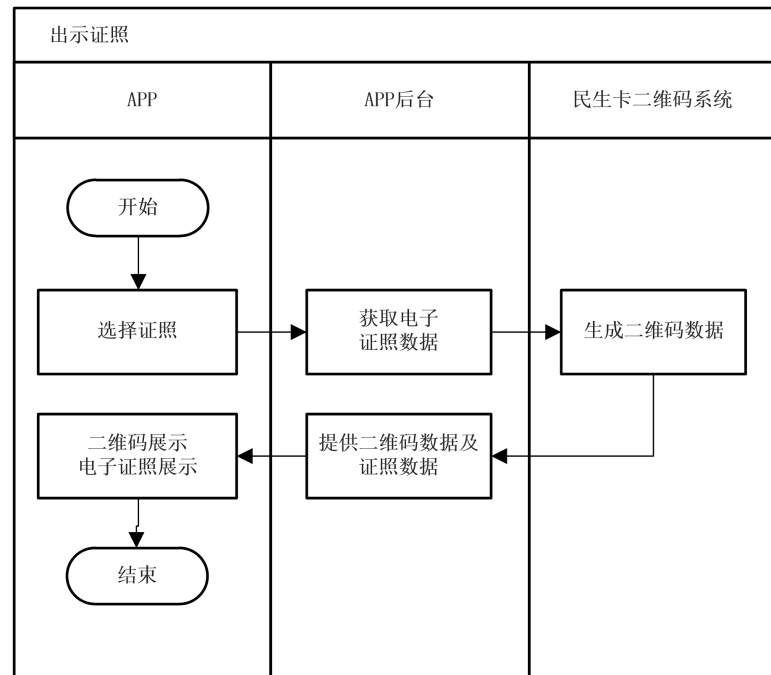 出示证照
APP
APP后台
民生卡二维码系统
开始
选择证照
获取电子
证照数据
生成二维码数据
二维码展示
电子证照展示
提供二维码数据及
证照数据
结束